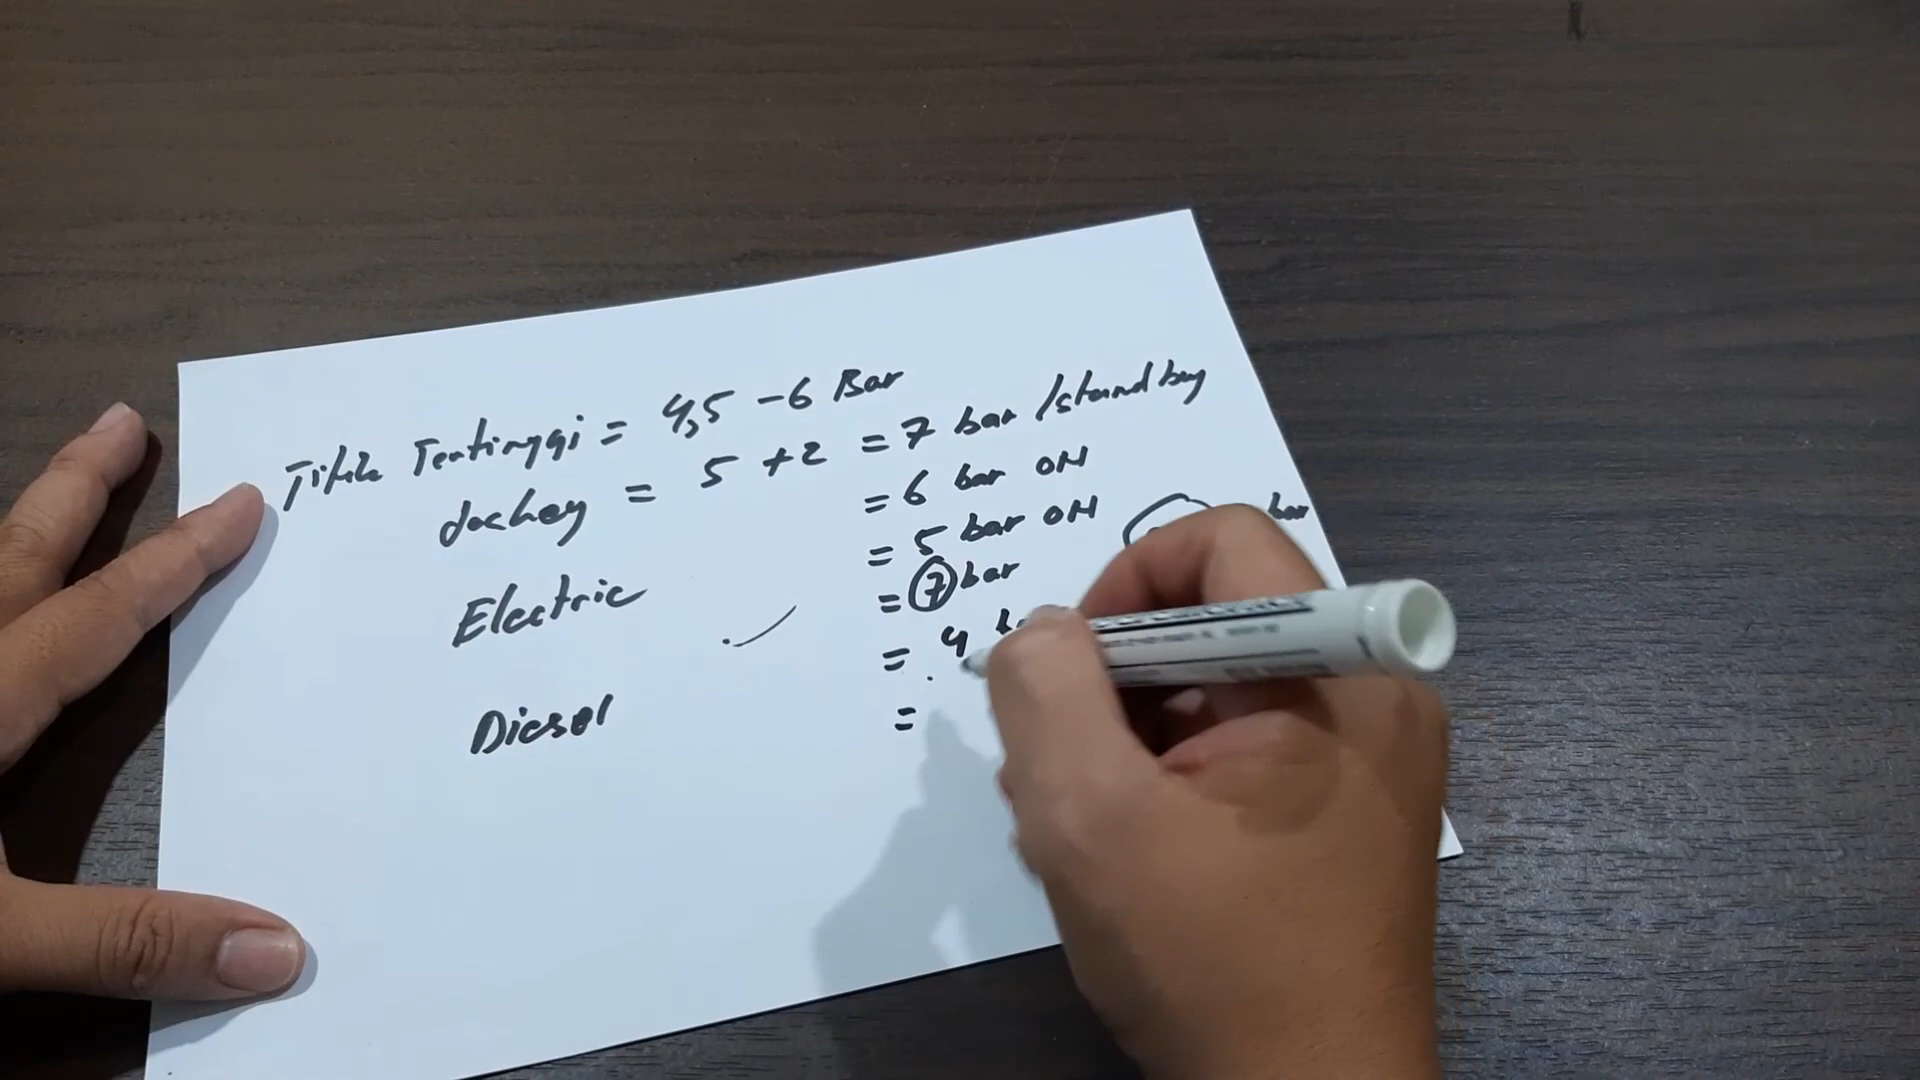 Titik Tertinggi = 4,5 - 6 Bar
Jockey = 5 + 2 = 7 bar / stand by
= 6 bar ON
= 5 bar ON
bar
Electric
= 7 bar
= 4
Diesel =